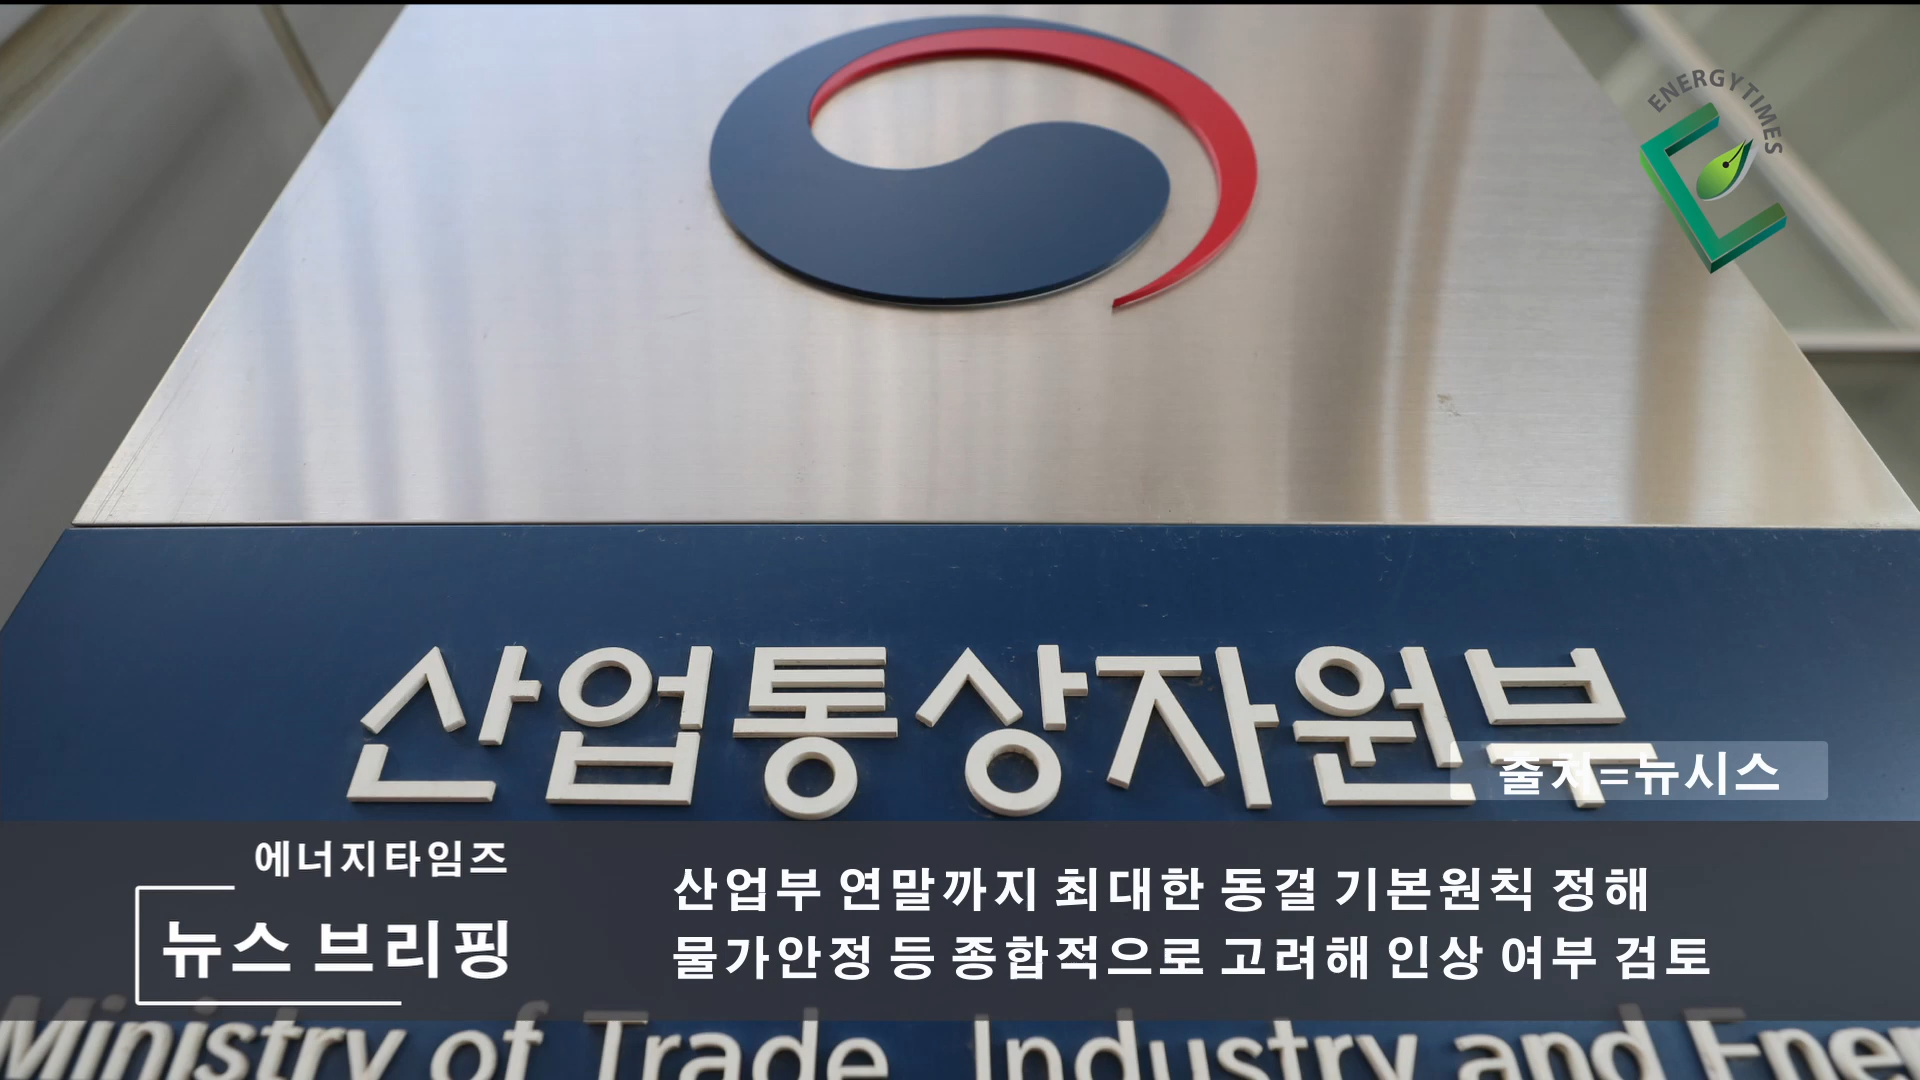 ENERGY TIMES
산업통상자원부
출처=뉴시스
에너지타임즈
뉴스 브리핑
산업부 연말까지 최대한 동결 기본원칙 정해
물가안정 등 종합적으로 고려해 인상 여부 검토
Ministry of Trade, Industry and Ener